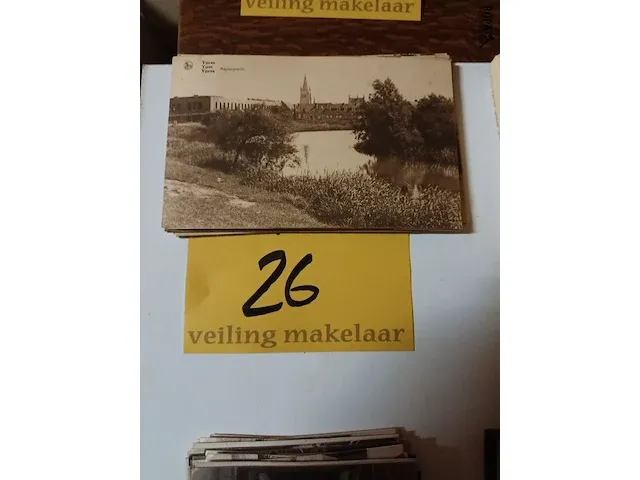 veiling makelaar
Ypres
Yper
Ypres
26
veiling makelaar